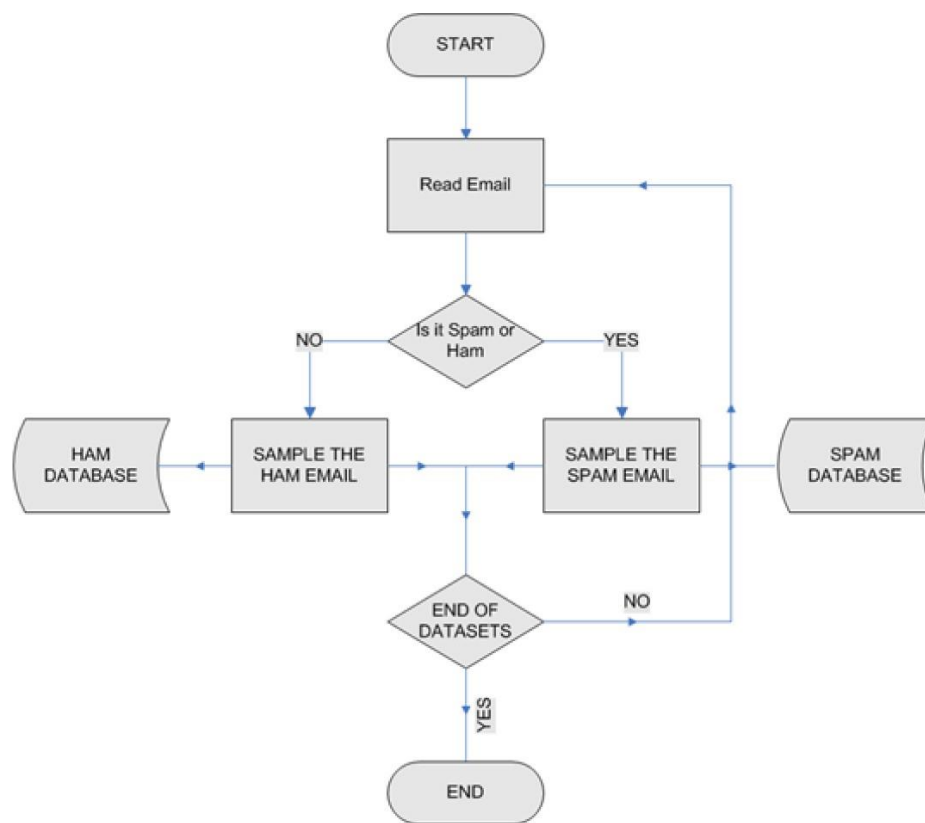 START
Read Email
Is it Spam or
Ham
NO
YES
HAM
DATABASE
SAMPLE THE
HAM EMAIL
SAMPLE THE
SPAM EMAIL
SPAM
DATABASE
END OF
DATASETS
NO
YES
END